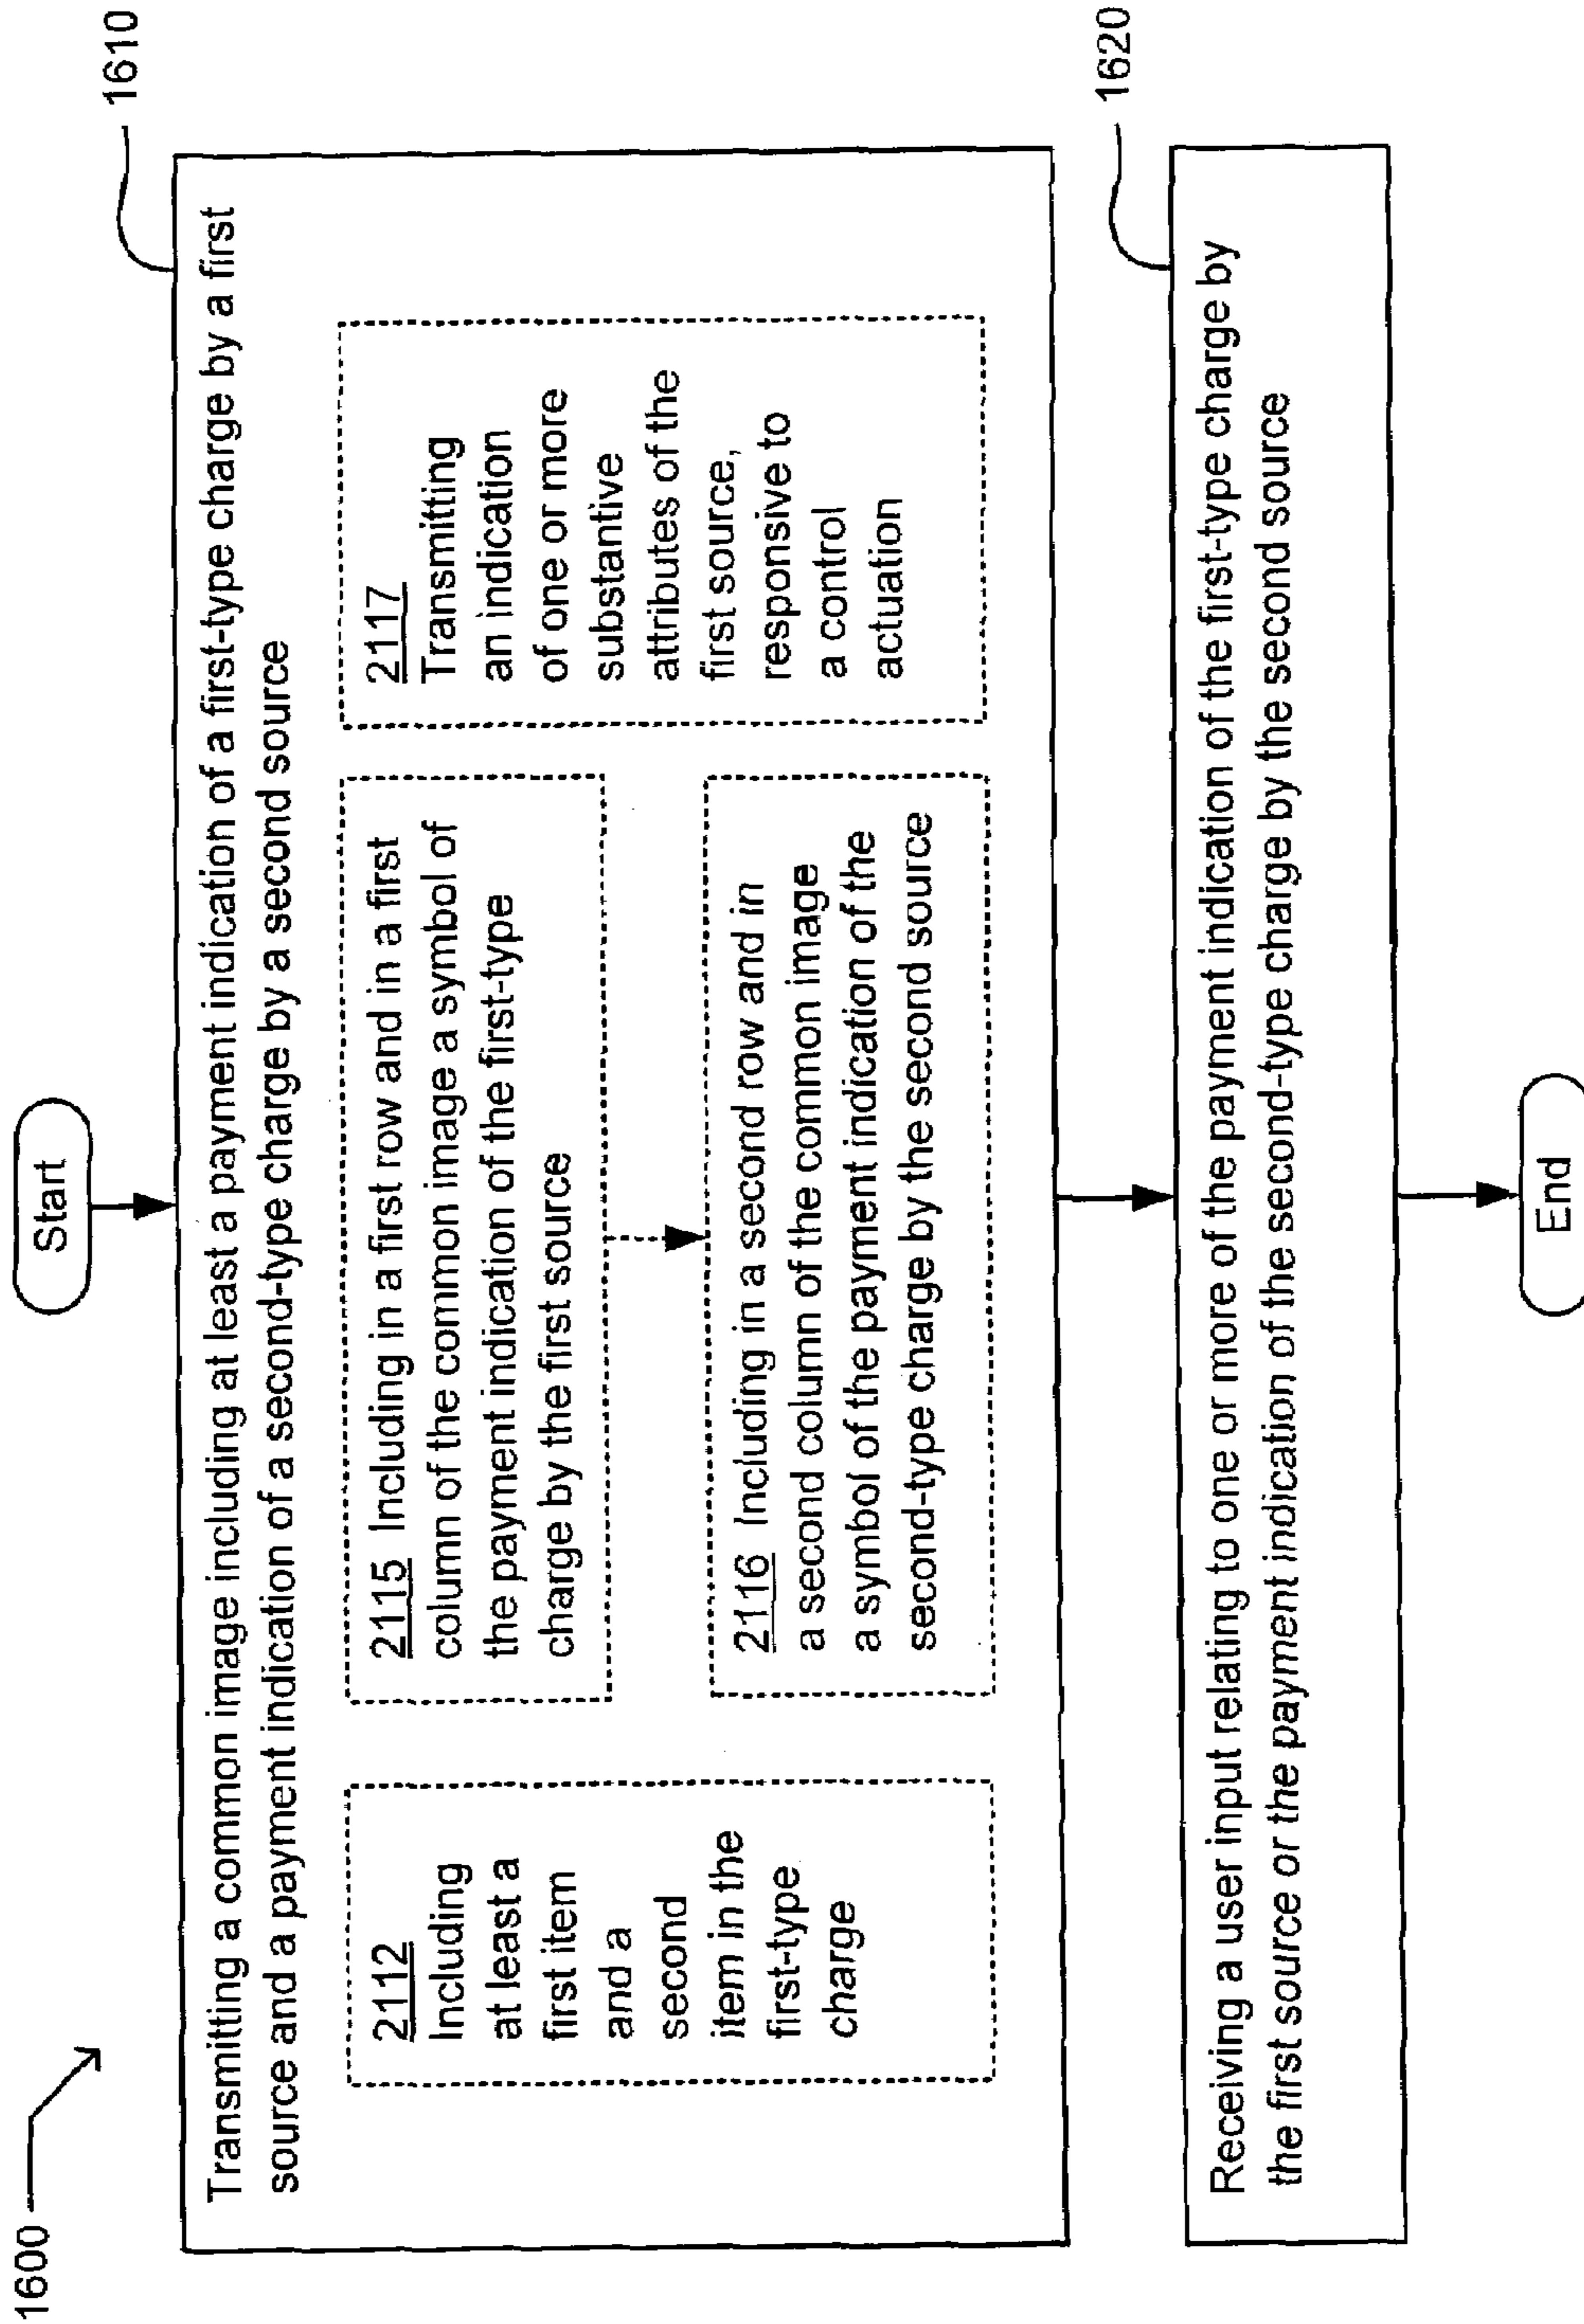 1600
Start
1610
Transmitting a common image including at least a payment indication of a first-type charge by a first
source and a payment indication of a second-type charge by a second source
2112
Including
at least a
first item
and a
second
item in the
first-type
charge
2115 Including in a first row and in a first
column of the common image a symbol of
the payment indication of the first-type
charge by the first source
2116 Including in a second row and in
a second column of the common image
a symbol of the payment indication of the
second-type charge by the second source
2117
Transmitting
an indication
of one or more
substantive
attributes of the
first source,
responsive to
a control
actuation
1620
Receiving a user input relating to one or more of the payment indication of the first-type charge by
the first source or the payment indication of the second-type charge by the second source
End